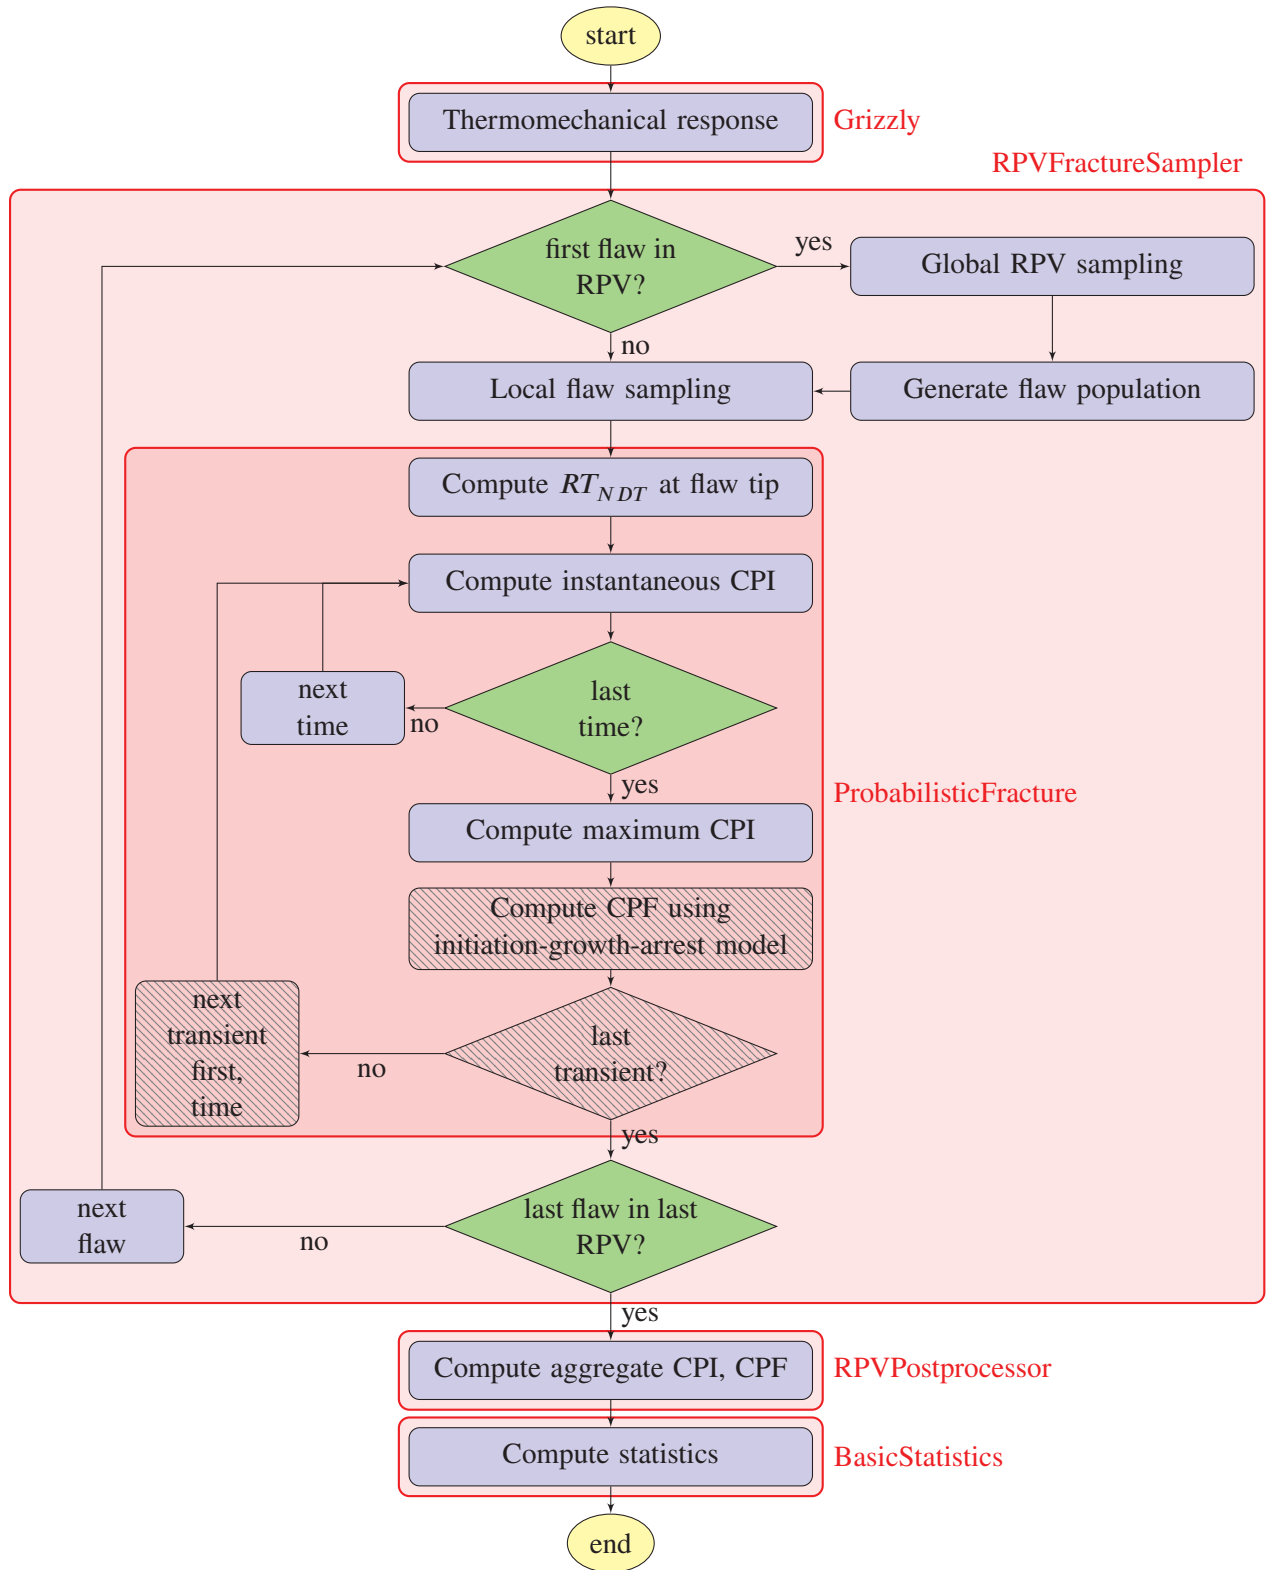 start
Thermomechanical response
Grizzly
RPVFractureSampler
first flaw in
RPV?
yes
Global RPV sampling
no
Local flaw sampling
Generate flaw population
Compute RT_NDT at flaw tip
Compute instantaneous CPI
next
time
no
last
time?
yes
ProbabilisticFracture
Compute maximum CPI
Compute CPF using
initiation-growth-arrest model
next
transient
first,
time
no
last
transient?
yes
next
flaw
no
last flaw in last
RPV?
yes
Compute aggregate CPI, CPF
RPVPostprocessor
Compute statistics
BasicStatistics
end